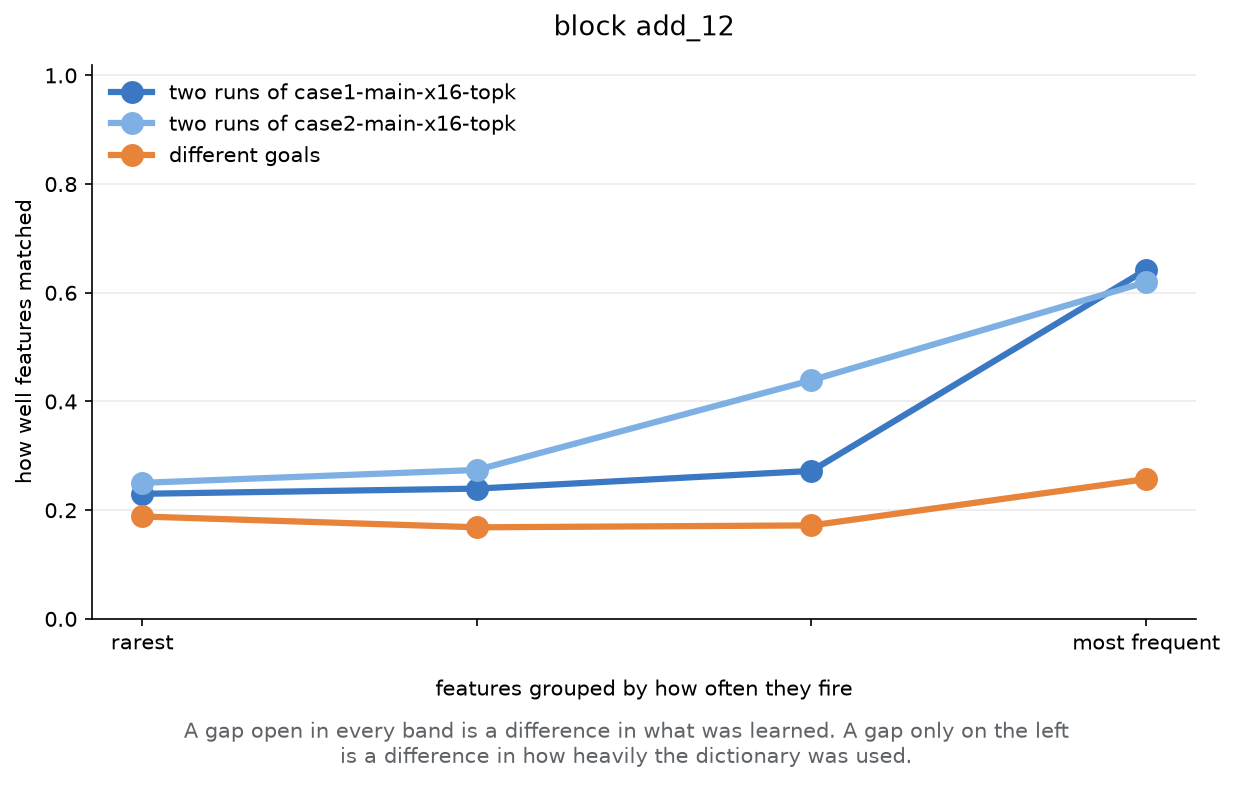 block add_12
1.0
two runs of case1-main-x16-topk
two runs of case2-main-x16-topk
different goals
0.8
0.6
0.4
0.2
0.0
how well features matched
rarest
most frequent
features grouped by how often they fire
A gap open in every band is a difference in what was learned. A gap only on the left
is a difference in how heavily the dictionary was used.